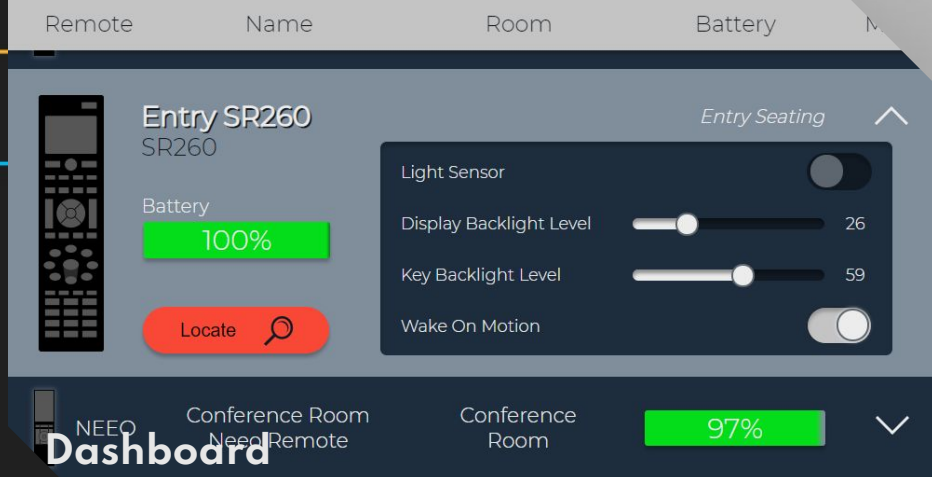 Remote Name Room Battery
Entry SR260
SR260
Entry Seating
Battery
100%
Locate
Light Sensor
Display Backlight Level 26
Key Backlight Level 59
Wake On Motion
NEEO
Conference Room
Neeo Remote
Conference
Room
97%
Dashboard